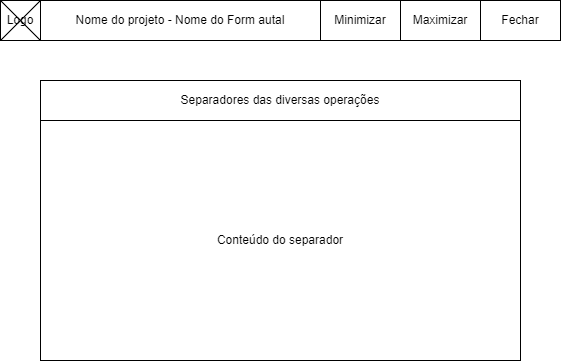 Logo
Nome do projeto - Nome do Form autal
Minimizar
Maximizar
Fechar
Separadores das diversas operações
Conteúdo do separador